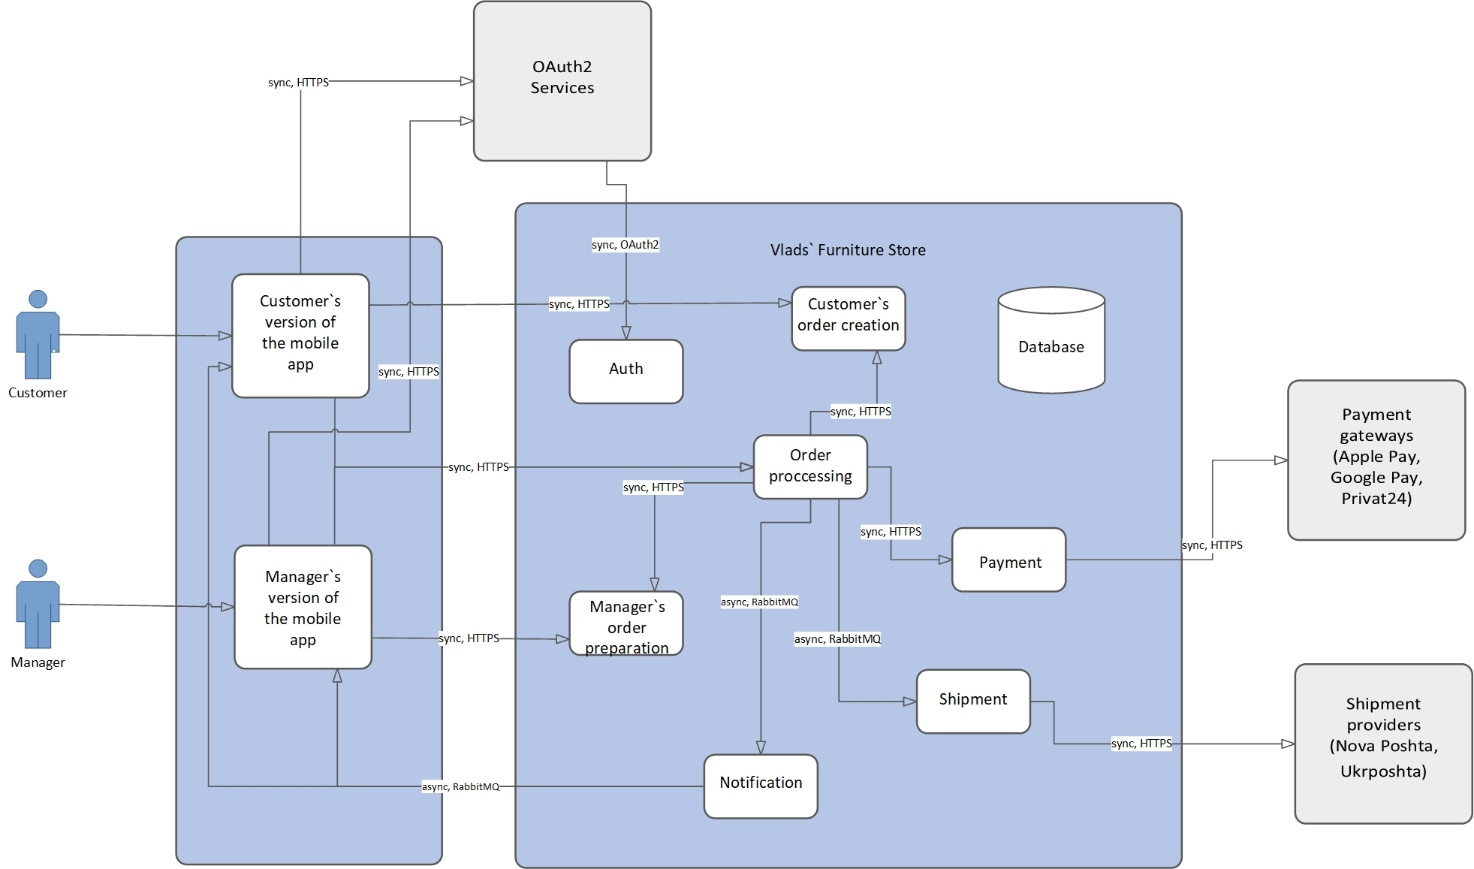 OAuth2
Services
sync, HTTPS
sync, OAuth2
Vlads` Furniture Store
Customer`s
version of
the mobile
app
sync, HTTPS
Customer`s
order creation
Database
Customer
sync, HTTPS
Auth
sync, HTTPS
Payment
gateways
(Apple Pay,
Google Pay,
Privat24)
Order
proccessing
sync, HTTPS
sync, HTTPS
sync, HTTPS
sync, HTTPS
Payment
Manager`s
version of
the mobile
app
Manager
async, RabbitMQ
Manager`s
order
preparation
sync, HTTPS
async, RabbitMQ
Shipment
sync, HTTPS
Shipment
providers
(Nova Poshta,
Ukrposhta)
Notification
async, RabbitMQ